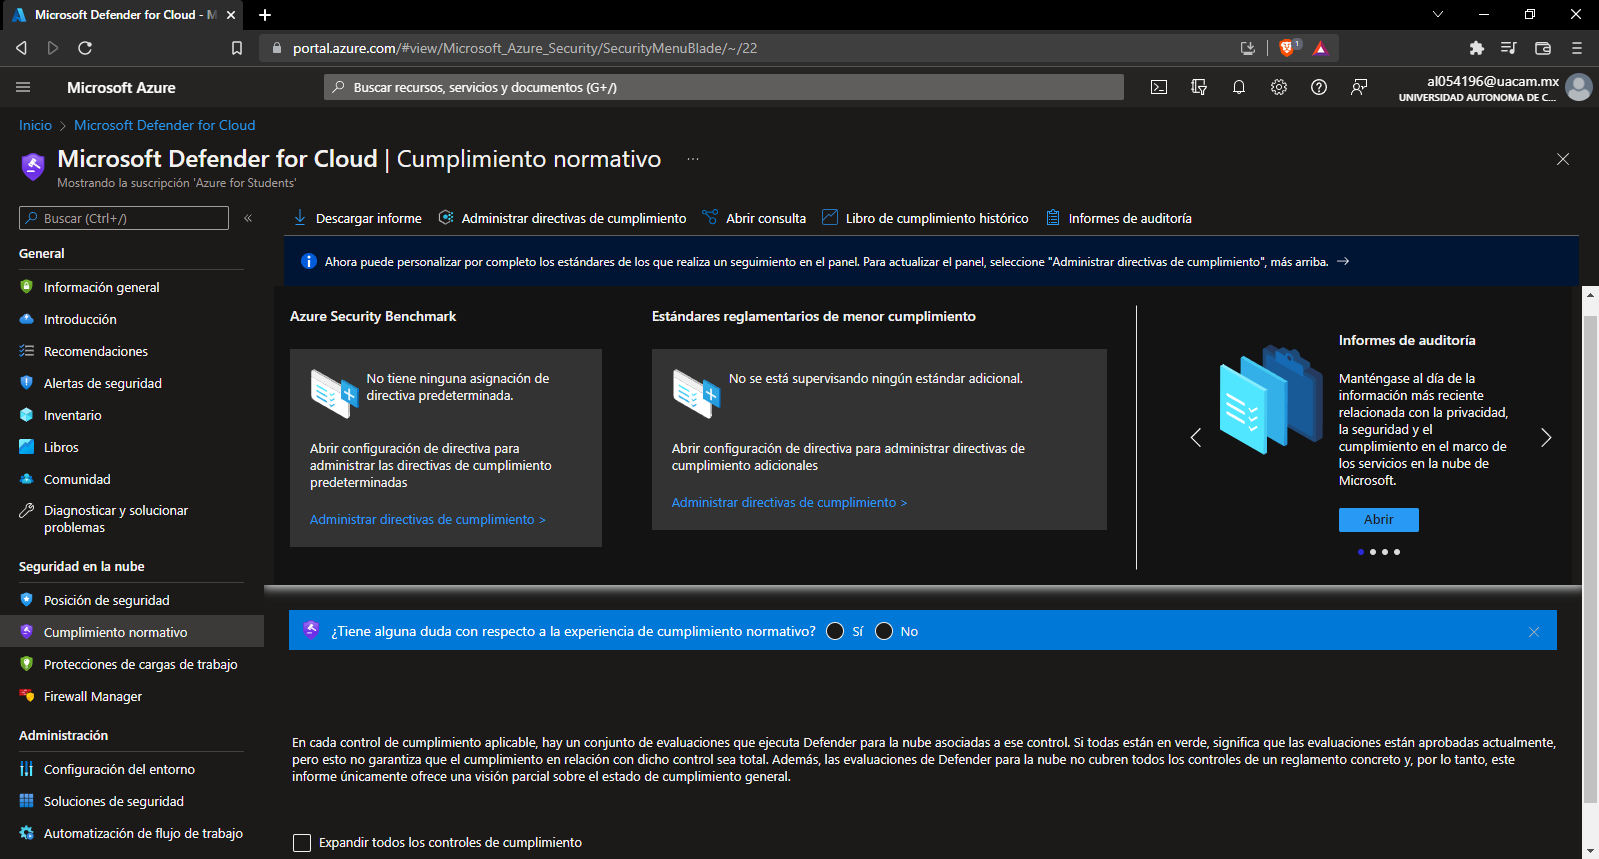 Microsoft Defender for Cloud - M
portal.azure.com/#view/Microsoft_Azure_Security/SecurityMenuBlade/~/22
1
Microsoft Azure
Buscar recursos, servicios y documentos (G+/)
al054196@uacam.mx
UNIVERSIDAD AUTONOMA DE C...
Inicio > Microsoft Defender for Cloud
Microsoft Defender for Cloud | Cumplimiento normativo ...
Mostrando la suscripción 'Azure for Students'
Buscar (Ctrl+/)
«
Descargar informe
Administrar directivas de cumplimiento
Abrir consulta
Libro de cumplimiento histórico
Informes de auditoría
General
Información general
Introducción
Recomendaciones
Alertas de seguridad
Inventario
Libros
Comunidad
Diagnosticar y solucionar
problemas
Seguridad en la nube
Posición de seguridad
Cumplimiento normativo
Protecciones de cargas de trabajo
Firewall Manager
Administración
Configuración del entorno
Soluciones de seguridad
Automatización de flujo de trabajo
Ahora puede personalizar por completo los estándares de los que realiza un seguimiento en el panel. Para actualizar el panel, seleccione "Administrar directivas de cumplimiento", más arriba. →
Azure Security Benchmark
No tiene ninguna asignación de
directiva predeterminada.
Abrir configuración de directiva para
administrar las directivas de cumplimiento
predeterminadas
Administrar directivas de cumplimiento >
Estándares reglamentarios de menor cumplimiento
No se está supervisando ningún estándar adicional.
Abrir configuración de directiva para administrar directivas de
cumplimiento adicionales
Administrar directivas de cumplimiento >
Informes de auditoría
Manténgase al día de la
información más reciente
relacionada con la privacidad,
la seguridad y el
cumplimiento en el marco de
los servicios en la nube de
Microsoft.
Abrir
¿Tiene alguna duda con respecto a la experiencia de cumplimiento normativo? Sí No
En cada control de cumplimiento aplicable, hay un conjunto de evaluaciones que ejecuta Defender para la nube asociadas a ese control. Si todas están en verde, significa que las evaluaciones están aprobadas actualmente,
pero esto no garantiza que el cumplimiento en relación con dicho control sea total. Además, las evaluaciones de Defender para la nube no cubren todos los controles de un reglamento concreto y, por lo tanto, este
informe únicamente ofrece una visión parcial sobre el estado de cumplimiento general.
Expandir todos los controles de cumplimiento